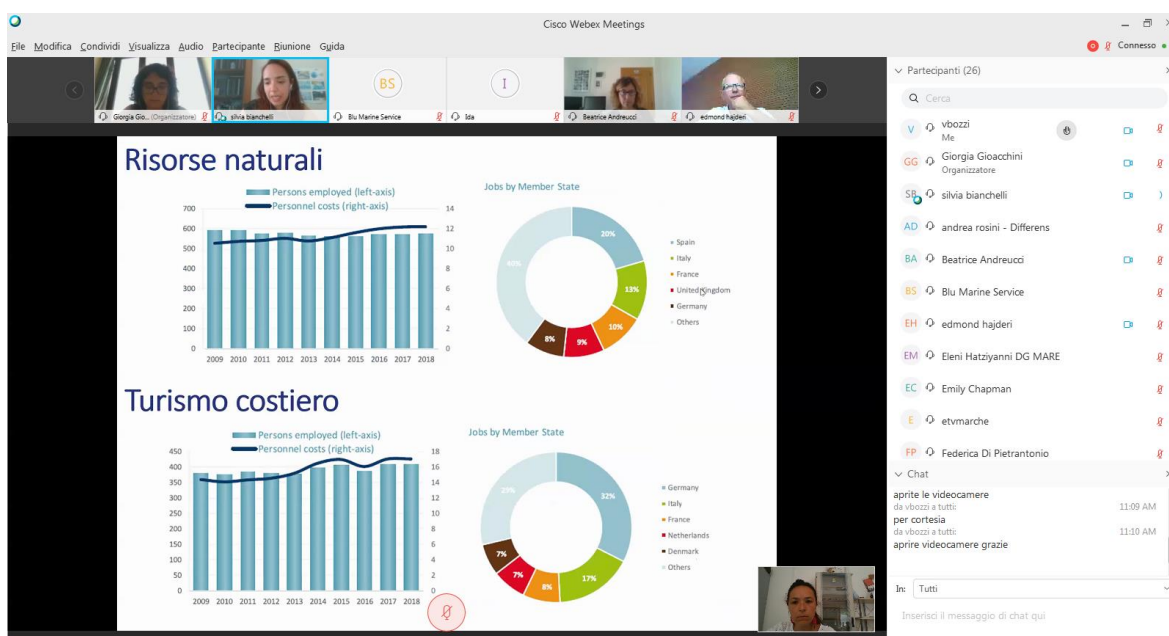 Cisco Webex Meetings
File Modifica Condividi Visualizza Audio Partecipante Riunione Guida
Connesso
BS
I
Giorgia Gio... (Organizzatore)
silvia bianchelli
Blu Marine Service
Ida
Beatrice Andreucci
edmond hajderi
Risorse naturali
Persons employed (left-axis)
Personnel costs (right-axis)
700
600
500
400
300
200
100
0
14
12
10
8
6
4
2
0
2009 2010 2011 2012 2013 2014 2015 2016 2017 2018
Jobs by Member State
20%
13%
10%
9%
8%
40%
Spain
Italy
France
United Kingdom
Germany
Others
Turismo costiero
Persons employed (left-axis)
Personnel costs (right-axis)
450
400
350
300
250
200
150
100
50
0
18
16
14
12
10
8
6
4
2
0
2009 2010 2011 2012 2013 2014 2015 2016 2017 2018
Jobs by Member State
32%
17%
8%
7%
7%
Germany
Italy
France
Netherlands
Denmark
Others
Partecipanti (26)
Cerca
V vbozzi
Me
GG Giorgia Gioacchini
Organizzatore
SB silvia bianchelli
AD andrea rosini - Differens
BA Beatrice Andreucci
BS Blu Marine Service
EH edmond hajderi
EM Eleni Hatziyanni DG MARE
EC Emily Chapman
E etvmarche
FP Federica Di Pietrantonio
Chat
aprite le videocamere
da vbozzi a tutti: 11:09 AM
per cortesia
da vbozzi a tutti: 11:10 AM
aprire videocamere grazie
In: Tutti
Inserisci il messaggio di chat qui